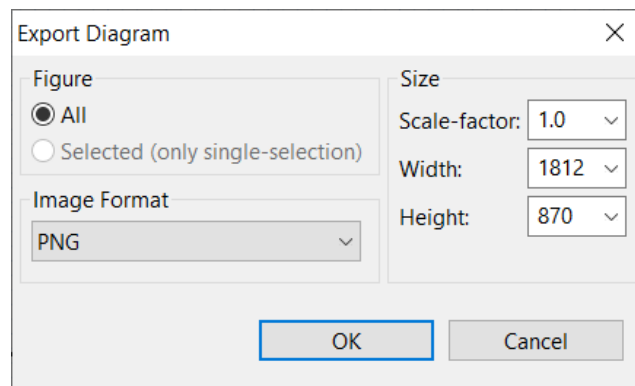 Export Diagram
Figure
All
Selected (only single-selection)
Image Format
PNG
Size
Scale-factor: 1.0
Width: 1812
Height: 870
OK
Cancel